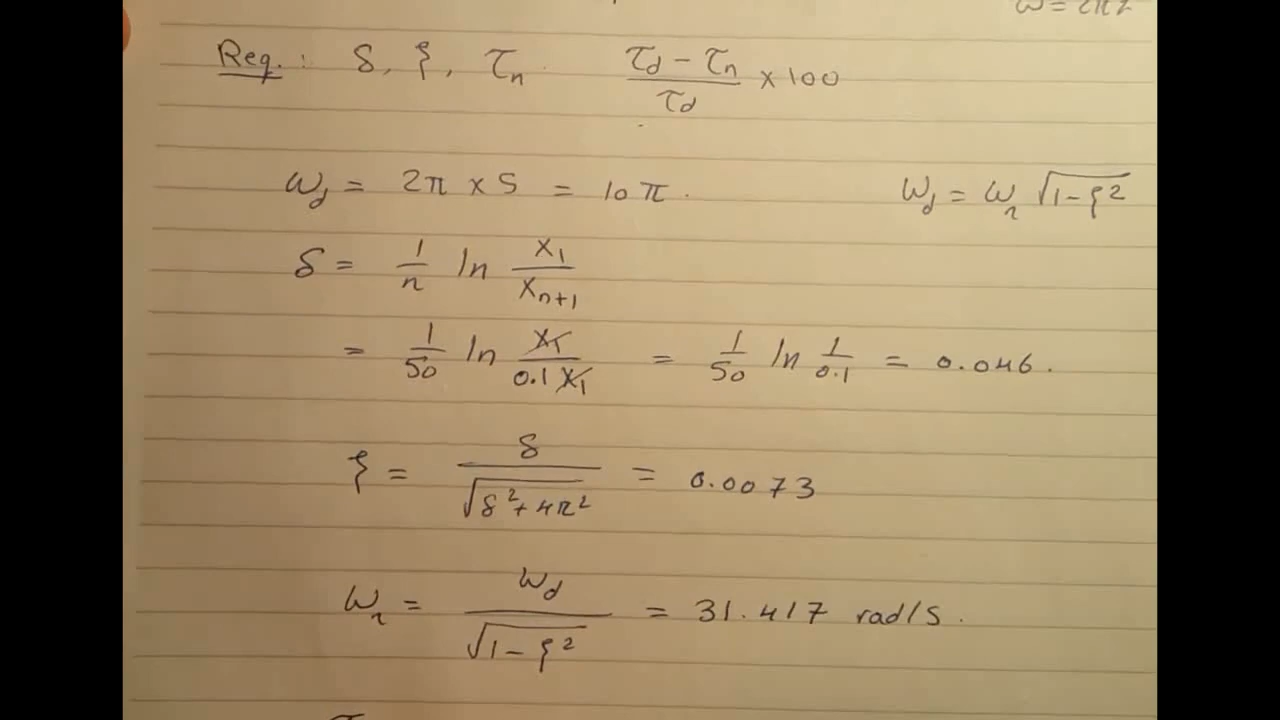 ω = 2π
Req. : δ, ξ, τn (τd − τn)/τd × 100
ωd = 2π × 5 = 10π. ωd = ωn √(1−ξ²)
δ = 1/n ln x1/xn+1
= 1/50 ln x1/0.1x1 = 1/50 ln 1/0.1 = 0.046.
ξ = δ/√(δ²+4π²) = 0.0073
ωn = ωd/√(1−ξ²) = 31.417 rad/s.